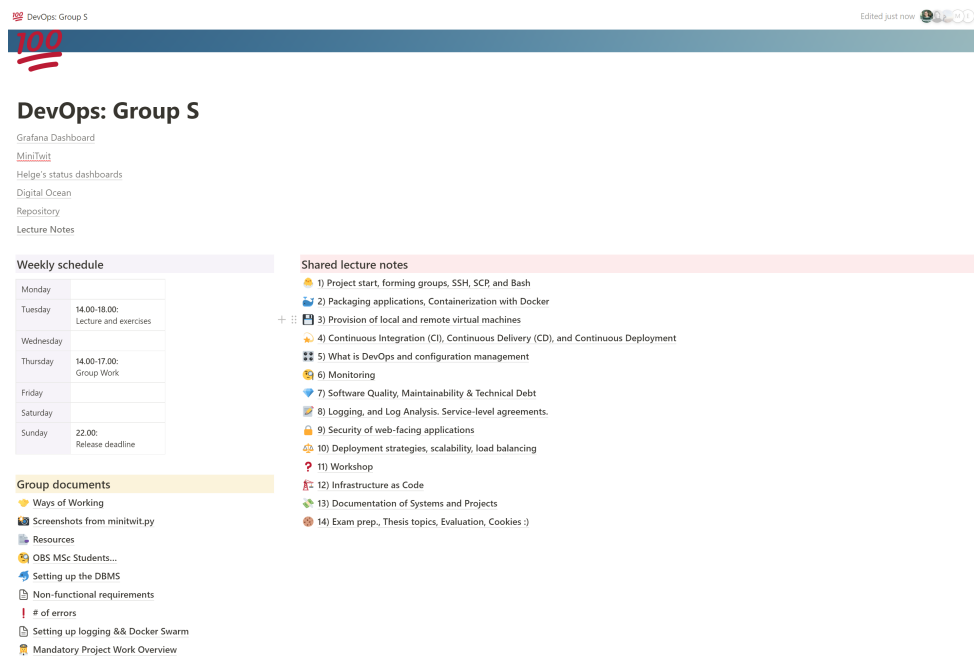 DevOps: Group S
Edited just now
100
DevOps: Group S
Grafana Dashboard
MiniTwit
Helge's status dashboards
Digital Ocean
Repository
Lecture Notes
Weekly schedule
Monday
Tuesday 14.00-18.00:
Lecture and exercises
Wednesday
Thursday 14.00-17.00:
Group Work
Friday
Saturday
Sunday 22.00:
Release deadline
Group documents
Ways of Working
Screenshots from minitwit.py
Resources
OBS MSc Students...
Setting up the DBMS
Non-functional requirements
# of errors
Setting up logging && Docker Swarm
Mandatory Project Work Overview
Shared lecture notes
1) Project start, forming groups, SSH, SCP, and Bash
2) Packaging applications, Containerization with Docker
3) Provision of local and remote virtual machines
4) Continuous Integration (CI), Continuous Delivery (CD), and Continuous Deployment
5) What is DevOps and configuration management
6) Monitoring
7) Software Quality, Maintainability & Technical Debt
8) Logging, and Log Analysis. Service-level agreements.
9) Security of web-facing applications
10) Deployment strategies, scalability, load balancing
11) Workshop
12) Infrastructure as Code
13) Documentation of Systems and Projects
14) Exam prep., Thesis topics, Evaluation, Cookies :)